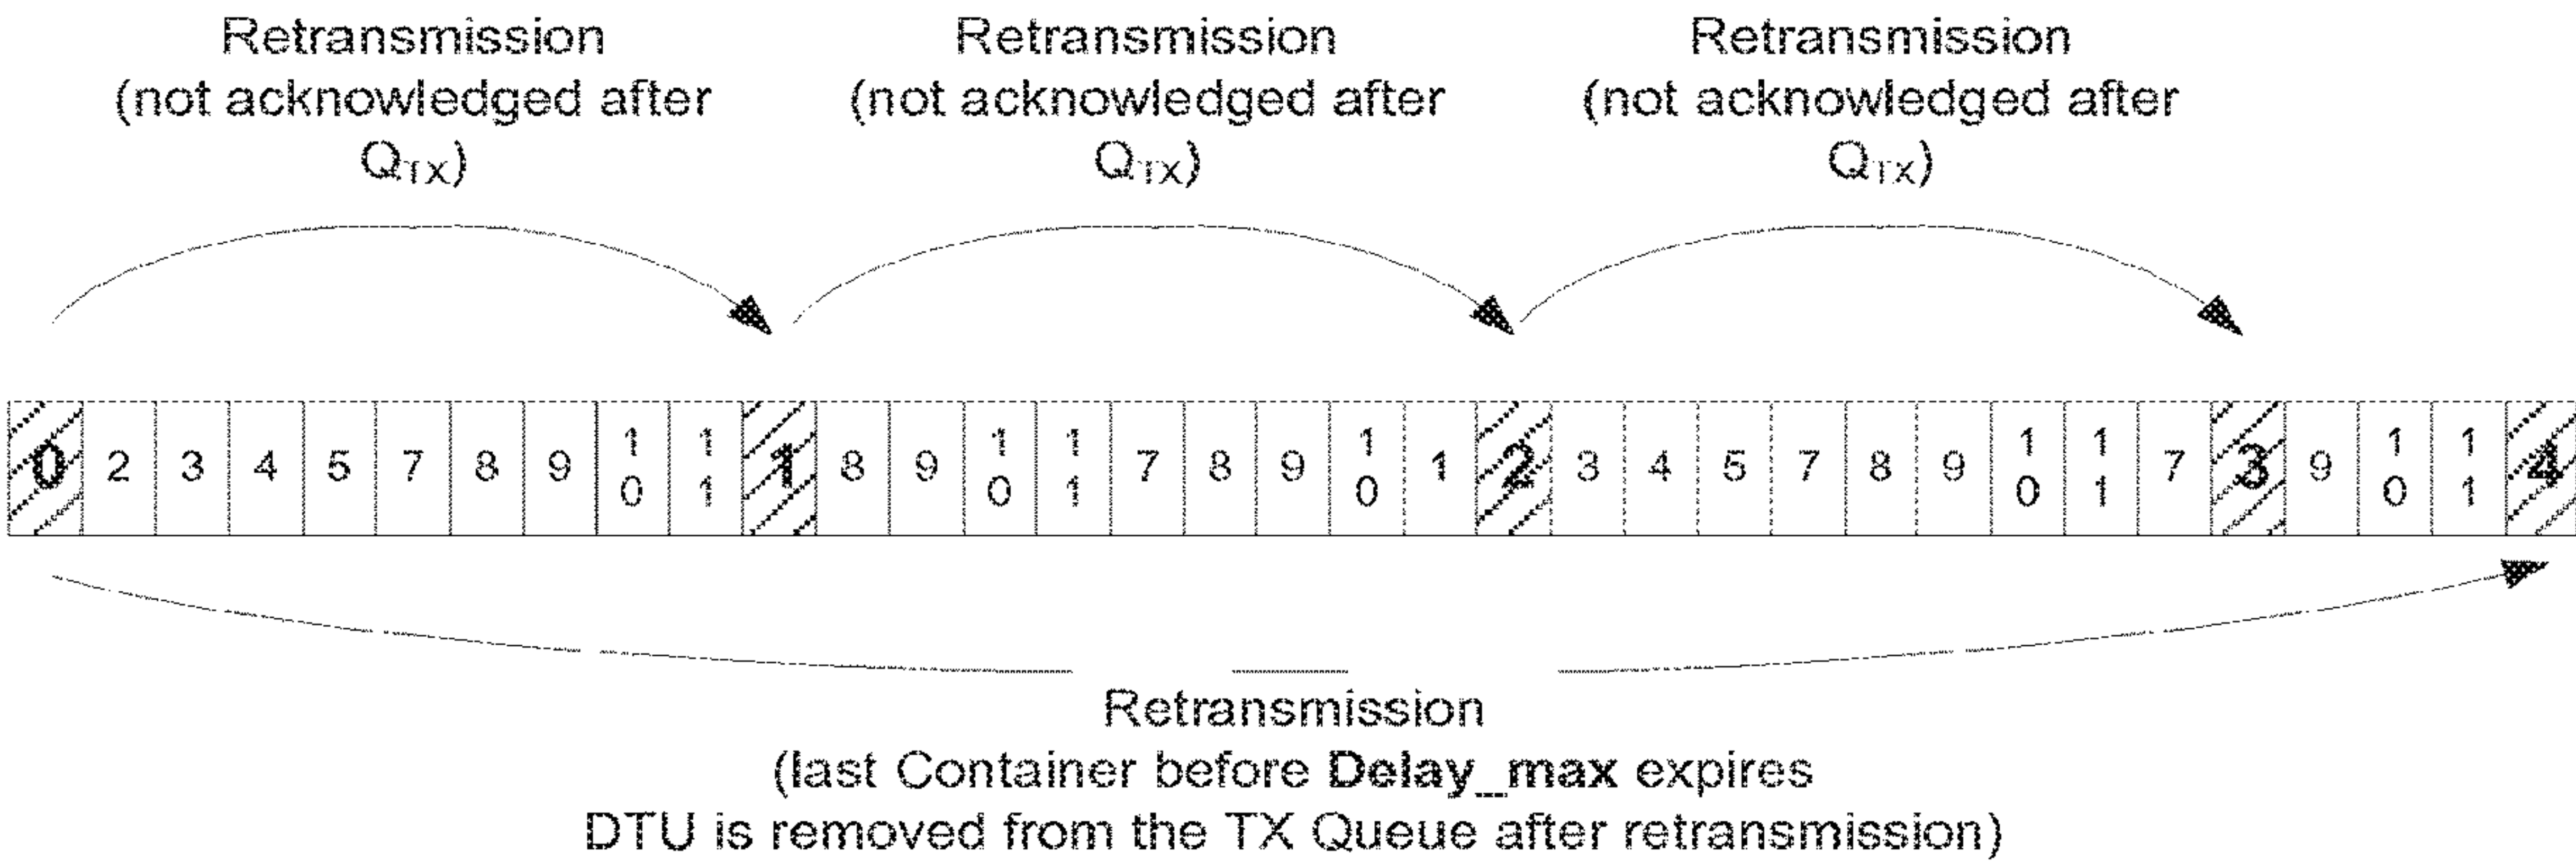 Retransmission Retransmission Retransmission
(not acknowledged after (not acknowledged after (not acknowledged after
QTX) QTX) QTX)
0 2 3 4 5 7 8 9 10 11 1 8 9 10 11 7 8 9 10 1 2 3 4 5 7 8 9 10 11 7 3 9 10 11 4
Retransmission
(last Container before Delay_max expires
DTU is removed from the TX Queue after retransmission)